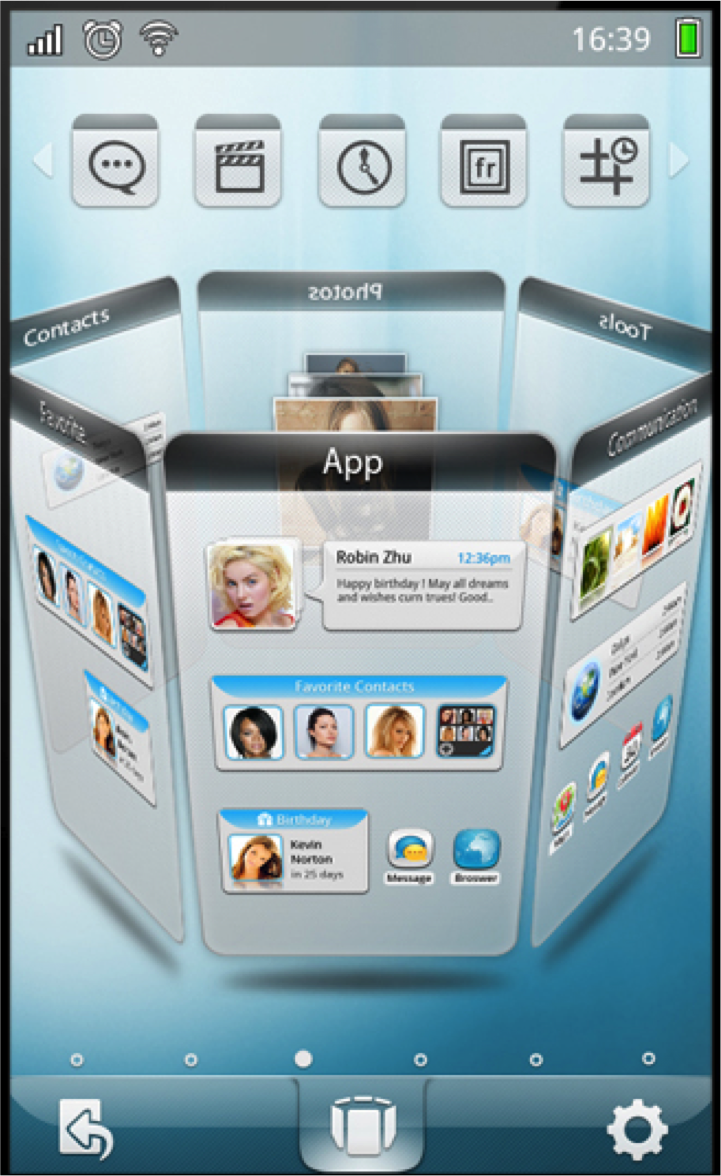 16:39
fr
Contacts
Photos
Tools
Favorite
App
Communication
Robin Zhu
12:36pm
Happy birthday ! May all dreams
and wishes curn trues! Good..
Favorite Contacts
Birthday
Kevin
Norton
in 25 days
Message
Broswer